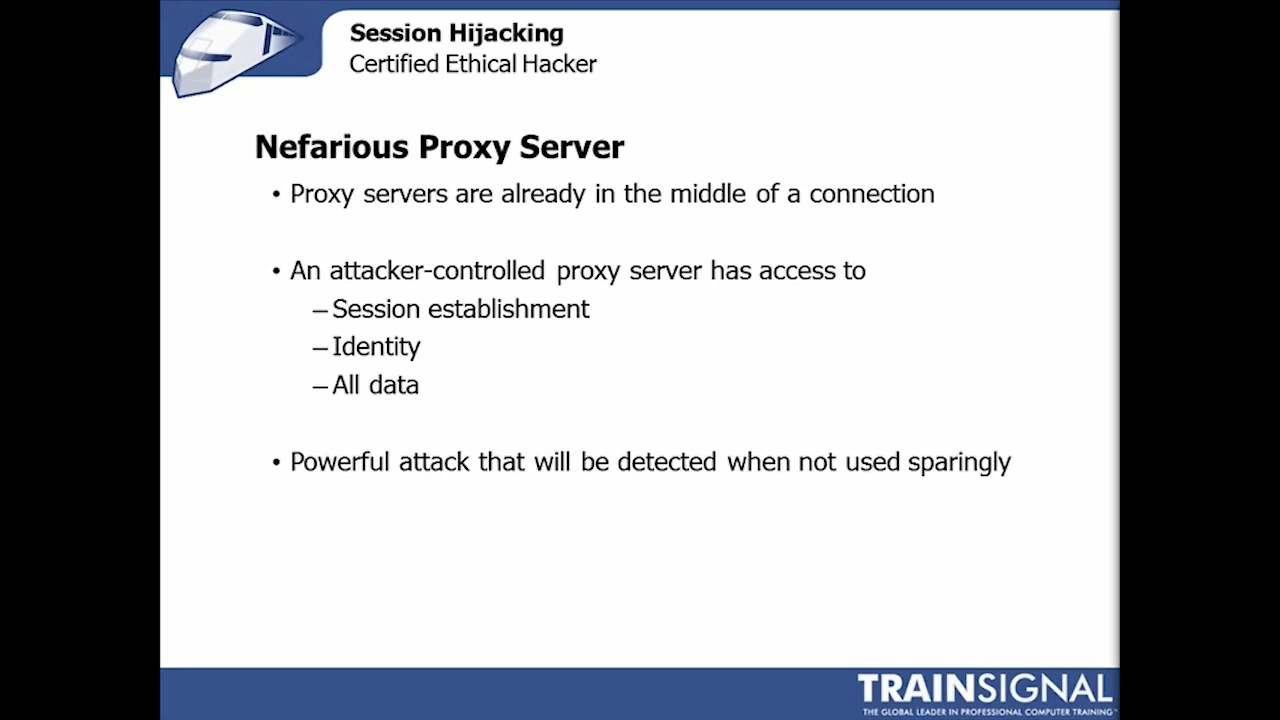 Session Hijacking
Certified Ethical Hacker
Nefarious Proxy Server
• Proxy servers are already in the middle of a connection
• An attacker-controlled proxy server has access to
– Session establishment
– Identity
– All data
• Powerful attack that will be detected when not used sparingly
TRAINSIGNAL
THE GLOBAL LEADER IN PROFESSIONAL COMPUTER TRAINING